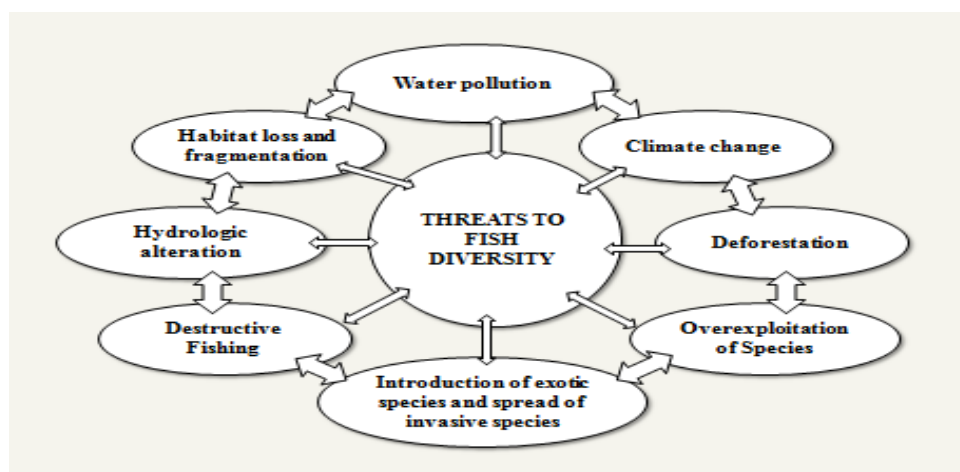 Water pollution
Habitat loss and
fragmentation
Climate change
THREATS TO
FISH
DIVERSITY
Hydrologic
alteration
Deforestation
Destructive
Fishing
Overexploitation
of Species
Introduction of exotic
species and spread of
invasive species